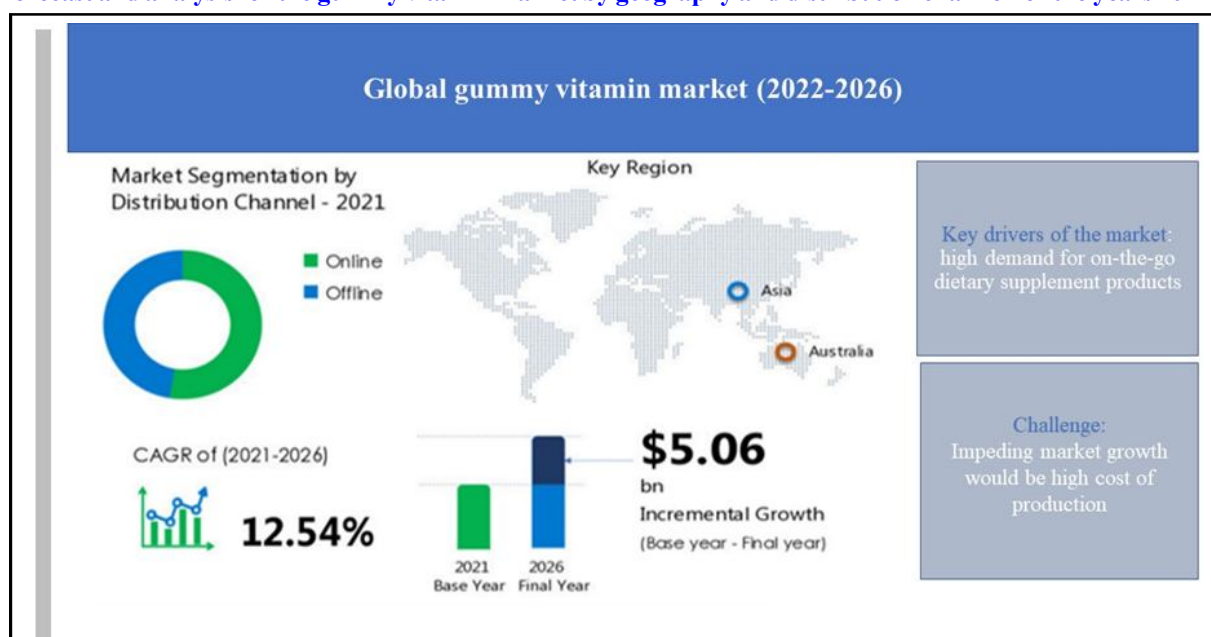 Global gummy vitamin market (2022-2026)
Market Segmentation by
Distribution Channel - 2021
Online
Offline
Key Region
Asia
Australia
Key drivers of the market:
high demand for on-the-go
dietary supplement products
CAGR of (2021-2026)
12.54%
2021
Base Year
2026
Final Year
$5.06
bn
Incremental Growth
(Base year - Final year)
Challenge:
Impeding market growth
would be high cost of
production